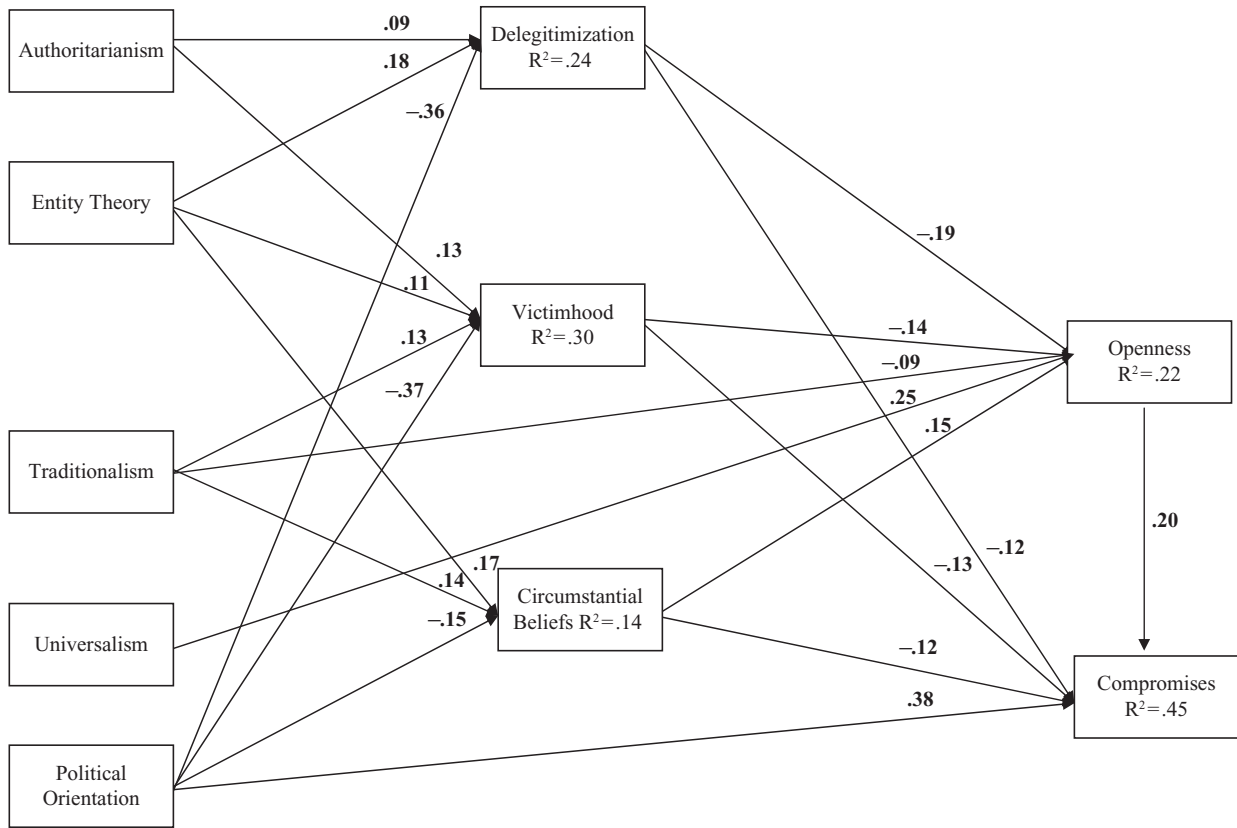 Authoritarianism
.09
Delegitimization
R²=.24
.18
–.36
Entity Theory
.13
.11
Victimhood
R²=.30
–.19
.13
–.37
–.14
–.09
Openness
R²=.22
.25
.15
Traditionalism
.20
–.12
–.13
.17
.14
Circumstantial
Beliefs R²=.14
–.15
Universalism
–.12
.38
Compromises
R²=.45
Political
Orientation